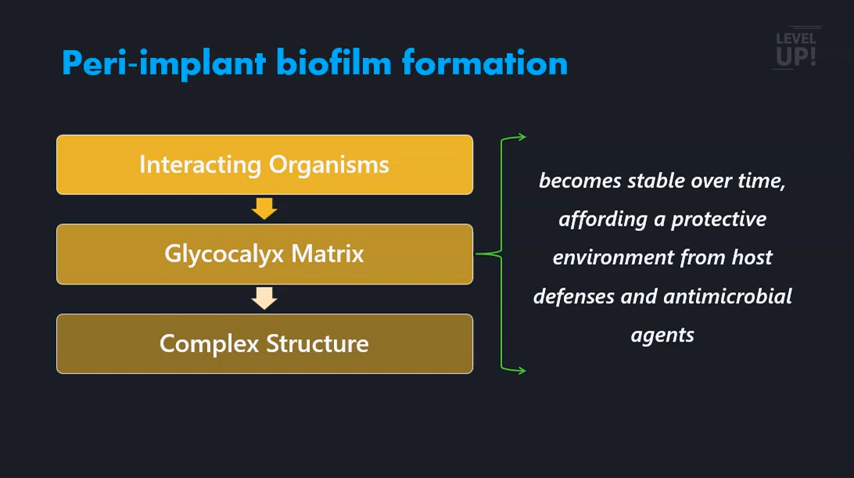 LEVEL
UP!
Peri-implant biofilm formation
Interacting Organisms
Glycocalyx Matrix
Complex Structure
becomes stable over time,
affording a protective
environment from host
defenses and antimicrobial
agents